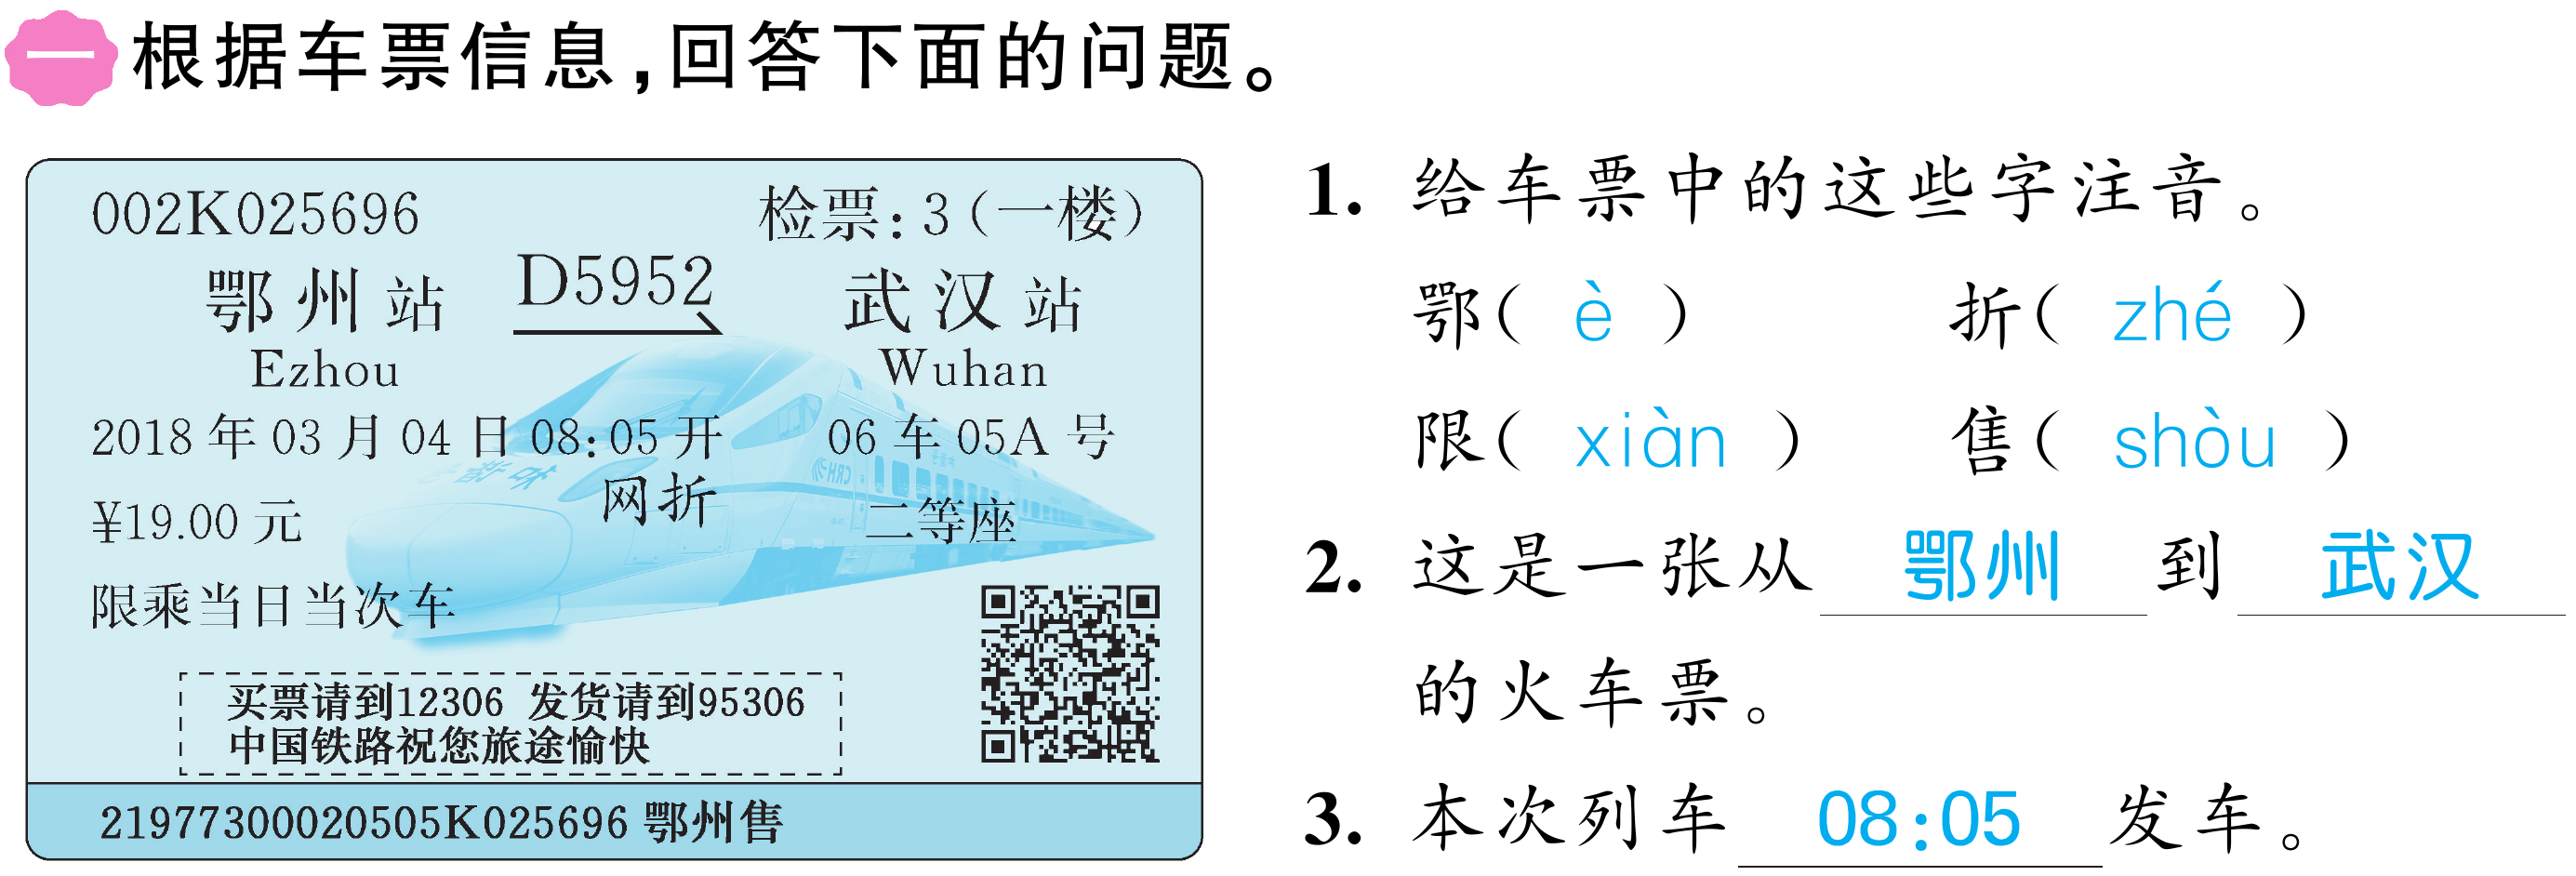 一 根据车票信息,回答下面的问题。
002K025696 检票:3(一楼)
鄂州站 D5952 武汉站
Ezhou Wuhan
2018年03月04日08:05开 06车05A号
网折
¥19.00元 二等座
限乘当日当次车
买票请到12306 发货请到95306
中国铁路祝您旅途愉快
21977300020505K025696 鄂州售
1. 给车票中的这些字注音。
鄂( è ) 折( zhé )
限( xiàn ) 售( shòu )
2. 这是一张从 鄂州 到 武汉
的火车票。
3. 本次列车 08:05 发车。